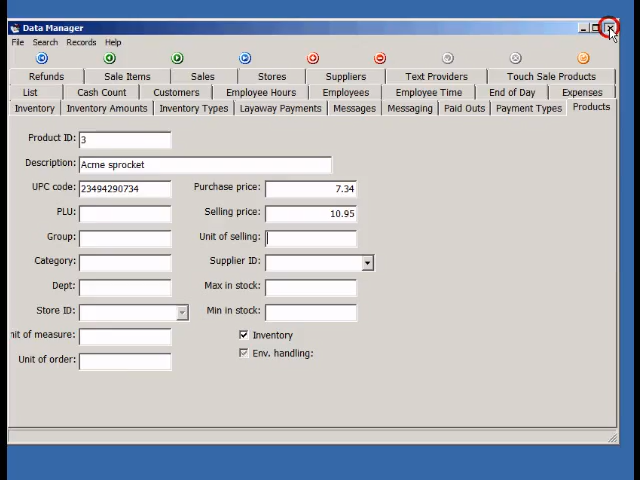 Data Manager
File Search Records Help
Refunds Sale Items Sales Stores Suppliers Text Providers Touch Sale Products
List Cash Count Customers Employee Hours Employees Employee Time End of Day Expenses
Inventory Inventory Amounts Inventory Types Layaway Payments Messages Messaging Paid Outs Payment Types Products
Product ID: 3
Description: Acme sprocket
UPC code: 23494290734 Purchase price: 7.34
PLU: Selling price: 10.95
Group: Unit of selling:
Category: Supplier ID:
Dept: Max in stock:
Store ID: Min in stock:
nit of measure: Inventory
Unit of order: Env. handling: